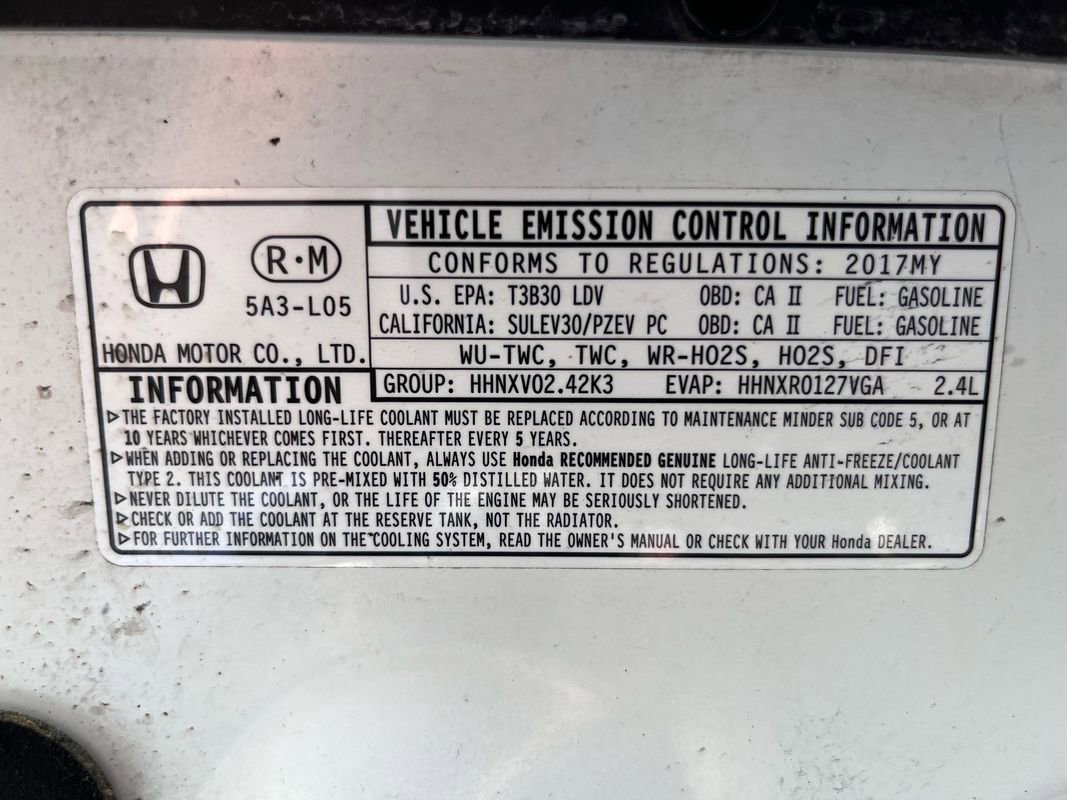 R·M
5A3-L05
HONDA MOTOR CO., LTD.
VEHICLE EMISSION CONTROL INFORMATION
CONFORMS TO REGULATIONS: 2017MY
U.S. EPA: T3B30 LDV OBD: CA II FUEL: GASOLINE
CALIFORNIA: SULEV30/PZEV PC OBD: CA II FUEL: GASOLINE
WU-TWC, TWC, WR-HO2S, HO2S, DFI
GROUP: HHNXV02.42K3 EVAP: HHNXR0127VGA 2.4L
INFORMATION
▷THE FACTORY INSTALLED LONG-LIFE COOLANT MUST BE REPLACED ACCORDING TO MAINTENANCE MINDER SUB CODE 5, OR AT
10 YEARS WHICHEVER COMES FIRST. THEREAFTER EVERY 5 YEARS.
▷WHEN ADDING OR REPLACING THE COOLANT, ALWAYS USE Honda RECOMMENDED GENUINE LONG-LIFE ANTI-FREEZE/COOLANT
TYPE 2. THIS COOLANT IS PRE-MIXED WITH 50% DISTILLED WATER. IT DOES NOT REQUIRE ANY ADDITIONAL MIXING.
▷NEVER DILUTE THE COOLANT, OR THE LIFE OF THE ENGINE MAY BE SERIOUSLY SHORTENED.
▷CHECK OR ADD THE COOLANT AT THE RESERVE TANK, NOT THE RADIATOR.
▷FOR FURTHER INFORMATION ON THE COOLING SYSTEM, READ THE OWNER'S MANUAL OR CHECK WITH YOUR Honda DEALER.